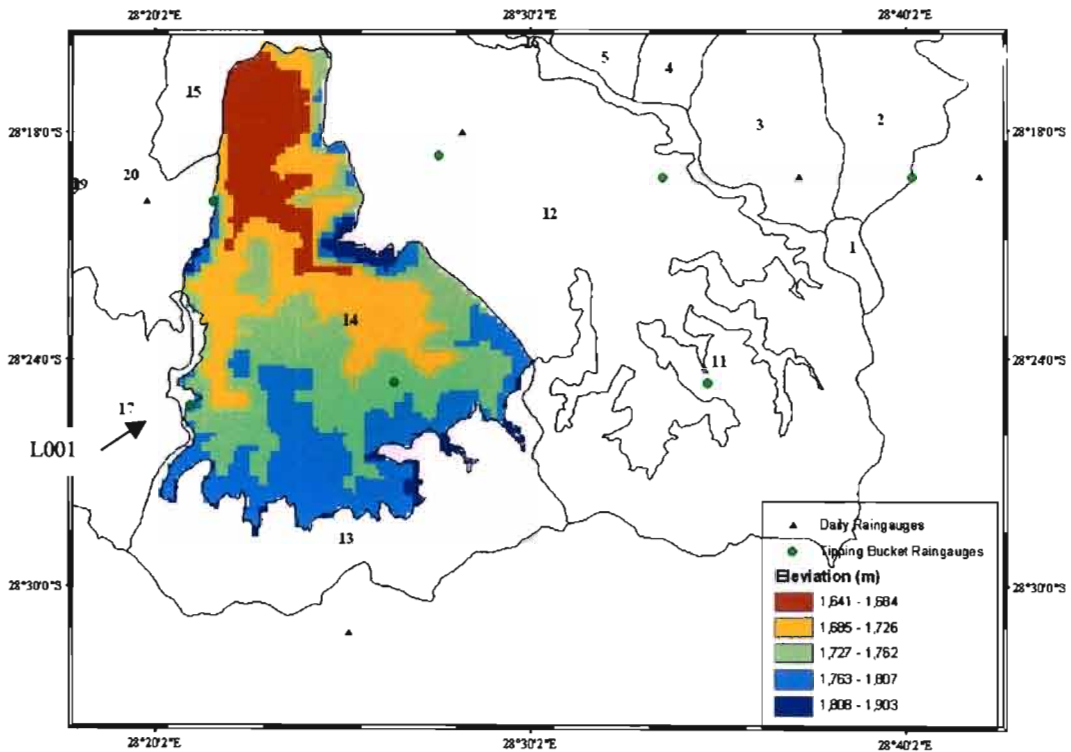 28°20'2"E 28°30'2"E 28°40'2"E
16
5
4
15
3
2
28°18'0"S 28°18'0"S
20
19
12
1
14
28°24'0"S 11 28°24'0"S
17
L001
13
Daily Raingauges
Tipping Bucket Raingauges
Elevation (m)
28°30'0"S 28°30'0"S
1,641 - 1,684
1,685 - 1,726
1,727 - 1,762
1,763 - 1,807
1,808 - 1,903
28°20'2"E 28°30'2"E 28°40'2"E